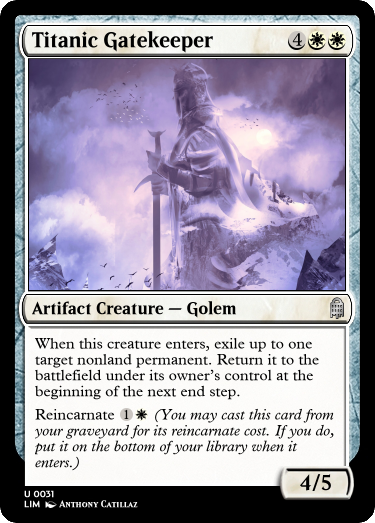 Titanic Gatekeeper 4
Artifact Creature — Golem
When this creature enters, exile up to one
target nonland permanent. Return it to the
battlefield under its owner's control at the
beginning of the next end step.
Reincarnate 1 (You may cast this card from
your graveyard for its reincarnate cost. If you do,
put it on the bottom of your library when it
enters.)
4/5
U 0031
LIM Anthony Catillaz